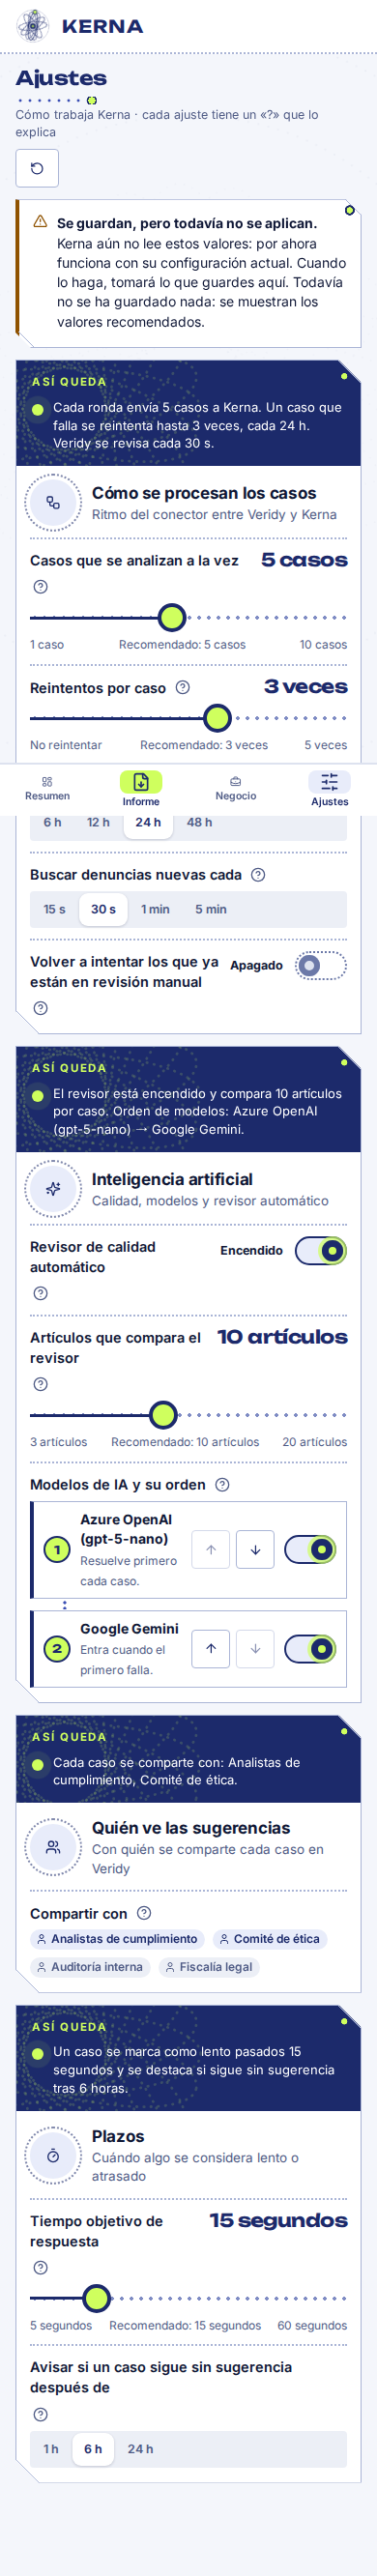 KERNA
Ajustes
Cómo trabaja Kerna · cada ajuste tiene un «?» que lo
explica
Se guardan, pero todavía no se aplican.
Kerna aún no lee estos valores: por ahora
funciona con su configuración actual. Cuando
lo haga, tomará lo que guardes aquí. Todavía
no se ha guardado nada: se muestran los
valores recomendados.
ASÍ QUEDA
Cada ronda envía 5 casos a Kerna. Un caso que
falla se reintenta hasta 3 veces, cada 24 h.
Veridy se revisa cada 30 s.
Cómo se procesan los casos
Ritmo del conector entre Veridy y Kerna
Casos que se analizan a la vez 5 casos
?
1 caso Recomendado: 5 casos 10 casos
Reintentos por caso ? 3 veces
No reintentar Recomendado: 3 veces 5 veces
Resumen Informe Negocio Ajustes
6 h 12 h 24 h 48 h
Buscar denuncias nuevas cada ?
15 s 30 s 1 min 5 min
Volver a intentar los que ya Apagado
están en revisión manual
?
ASÍ QUEDA
El revisor está encendido y compara 10 artículos
por caso. Orden de modelos: Azure OpenAI
(gpt-5-nano) → Google Gemini.
Inteligencia artificial
Calidad, modelos y revisor automático
Revisor de calidad Encendido
automático
?
Artículos que compara el 10 artículos
revisor
?
3 artículos Recomendado: 10 artículos 20 artículos
Modelos de IA y su orden ?
1 Azure OpenAI
(gpt-5-nano)
Resuelve primero
cada caso.
↑ ↓
2 Google Gemini
Entra cuando el
primero falla.
↑ ↓
ASÍ QUEDA
Cada caso se comparte con: Analistas de
cumplimiento, Comité de ética.
Quién ve las sugerencias
Con quién se comparte cada caso en
Veridy
Compartir con ?
Analistas de cumplimiento Comité de ética
Auditoría interna Fiscalía legal
ASÍ QUEDA
Un caso se marca como lento pasados 15
segundos y se destaca si sigue sin sugerencia
tras 6 horas.
Plazos
Cuándo algo se considera lento o
atrasado
Tiempo objetivo de 15 segundos
respuesta
?
5 segundos Recomendado: 15 segundos 60 segundos
Avisar si un caso sigue sin sugerencia
después de
?
1 h 6 h 24 h